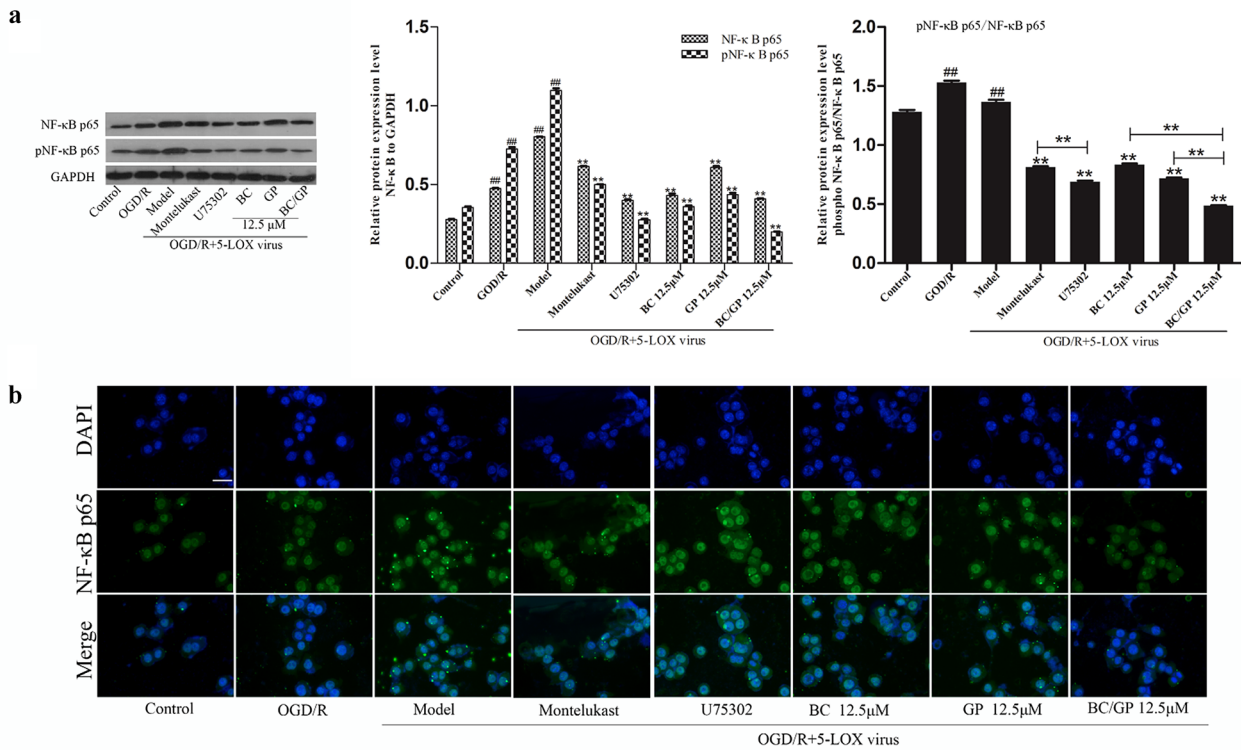 a
NF-κB p65
pNF-κB p65
GAPDH
Control
OGD/R
Model
Montelukast
U75302
BC
GP
BC/GP
12.5 μM
OGD/R+5-LOX virus
Relative protein expression level
NF-κ B to GAPDH
1.5
1.0
0.5
0.0
NF-κ B p65
pNF-κ B p65
## ## ## ## ** ** ** ** ** ** ** ** ** **
Control
GOD/R
Model
Montelukast
U75302
BC 12.5μM
GP 12.5μM
BC/GP 12.5μM
OGD/R+5-LOX virus
Relative protein expression level
phospho NF-κ B p65/NF-κ B p65
2.0
1.5
1.0
0.5
0.0
pNF-κB p65/NF-κB p65
## ## ** ** ** ** ** ** ** **
Control
GOD/R
Model
Montelukast
U75302
BC 12.5μM
GP 12.5μM
BC/GP 12.5μM
OGD/R+5-LOX virus
b
DAPI
NF-κB p65
Merge
Control
OGD/R
Model
Montelukast
U75302
BC 12.5μM
GP 12.5μM
BC/GP 12.5μM
OGD/R+5-LOX virus